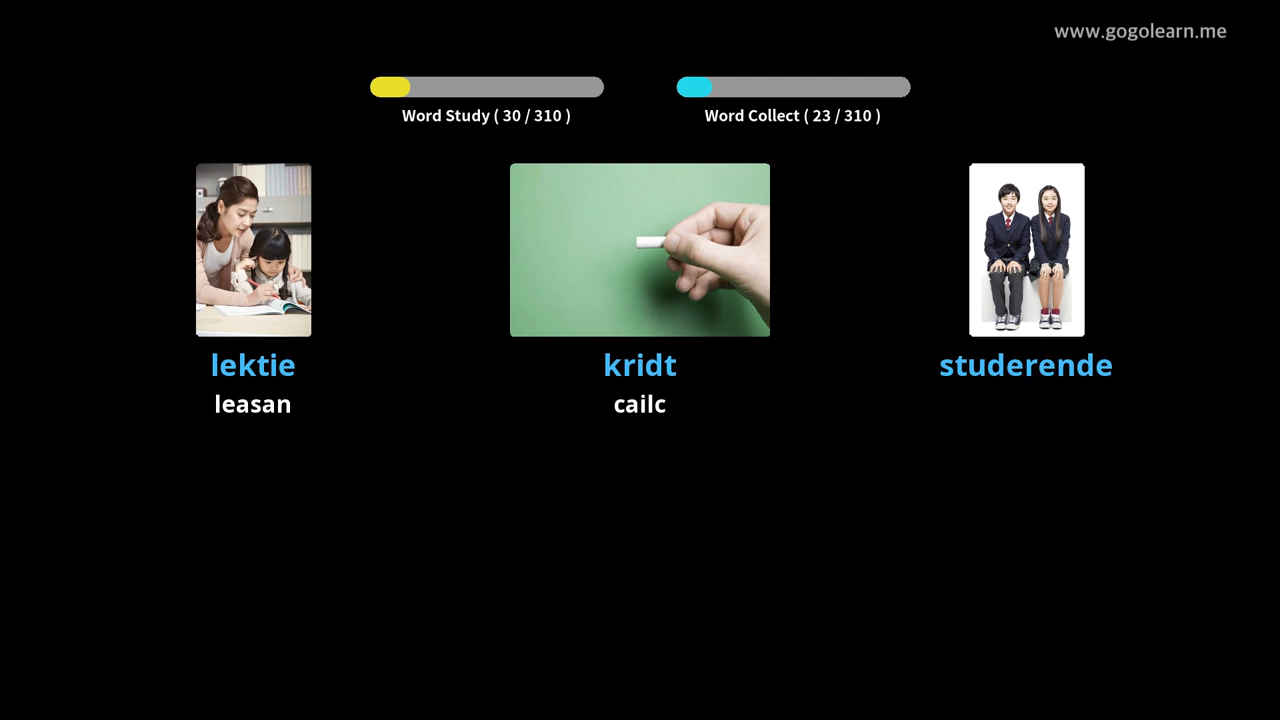 www.gogolearn.me
Word Study ( 30 / 310 )
Word Collect ( 23 / 310 )
lektie
kridt
studerende
leasan
cailc